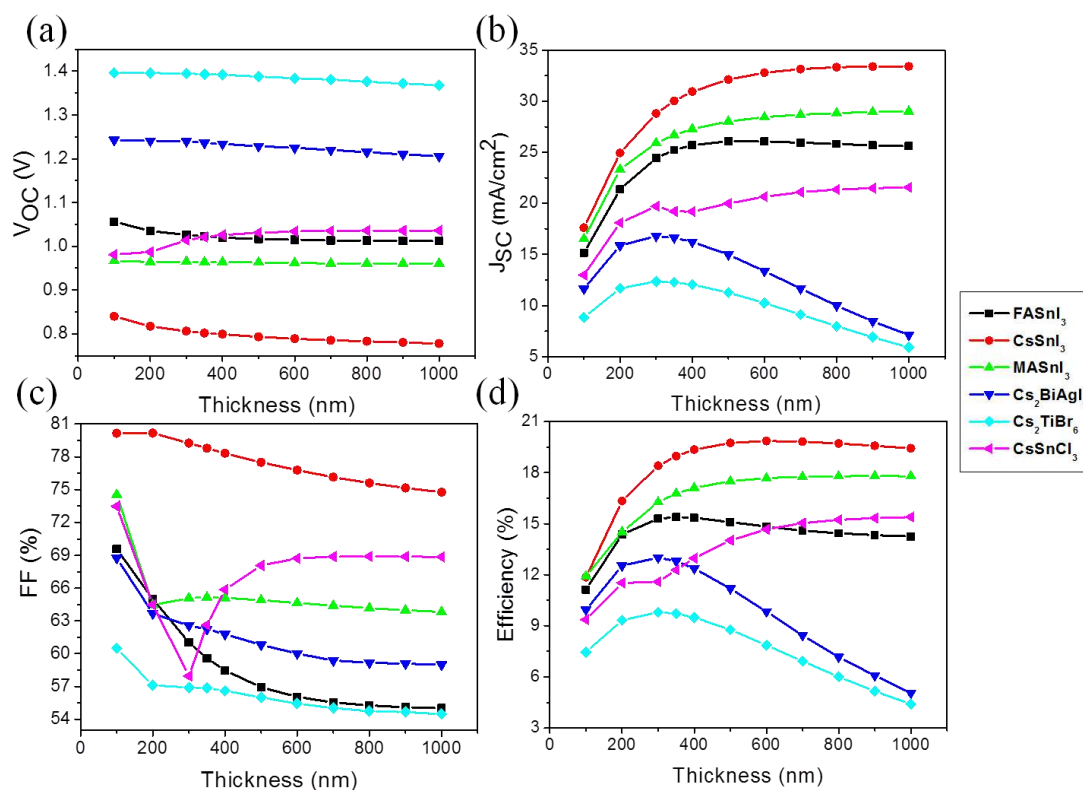 (a)
V_OC (V)
1.4
1.3
1.2
1.1
1.0
0.9
0.8
0 200 400 600 800 1000
Thickness (nm)
(b)
J_SC (mA/cm²)
35
30
25
20
15
10
5
0 200 400 600 800 1000
Thickness (nm)
(c)
FF (%)
81
78
75
72
69
66
63
60
57
54
0 200 400 600 800 1000
Thickness (nm)
(d)
Efficiency (%)
21
18
15
12
9
6
3
0 200 400 600 800 1000
Thickness (nm)
FASnI₃
CsSnI₃
MASnI₃
Cs₂BiAgI
Cs₂TiBr₆
CsSnCl₃